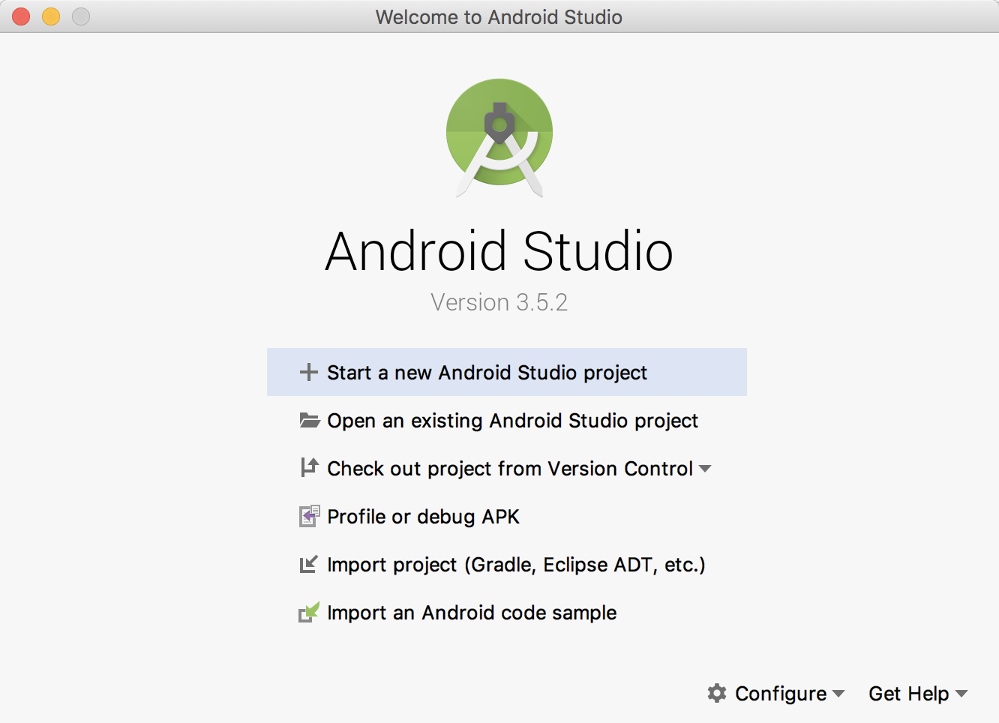 Welcome to Android Studio
Android Studio
Version 3.5.2
Start a new Android Studio project
Open an existing Android Studio project
Check out project from Version Control
Profile or debug APK
Import project (Gradle, Eclipse ADT, etc.)
Import an Android code sample
Configure Get Help